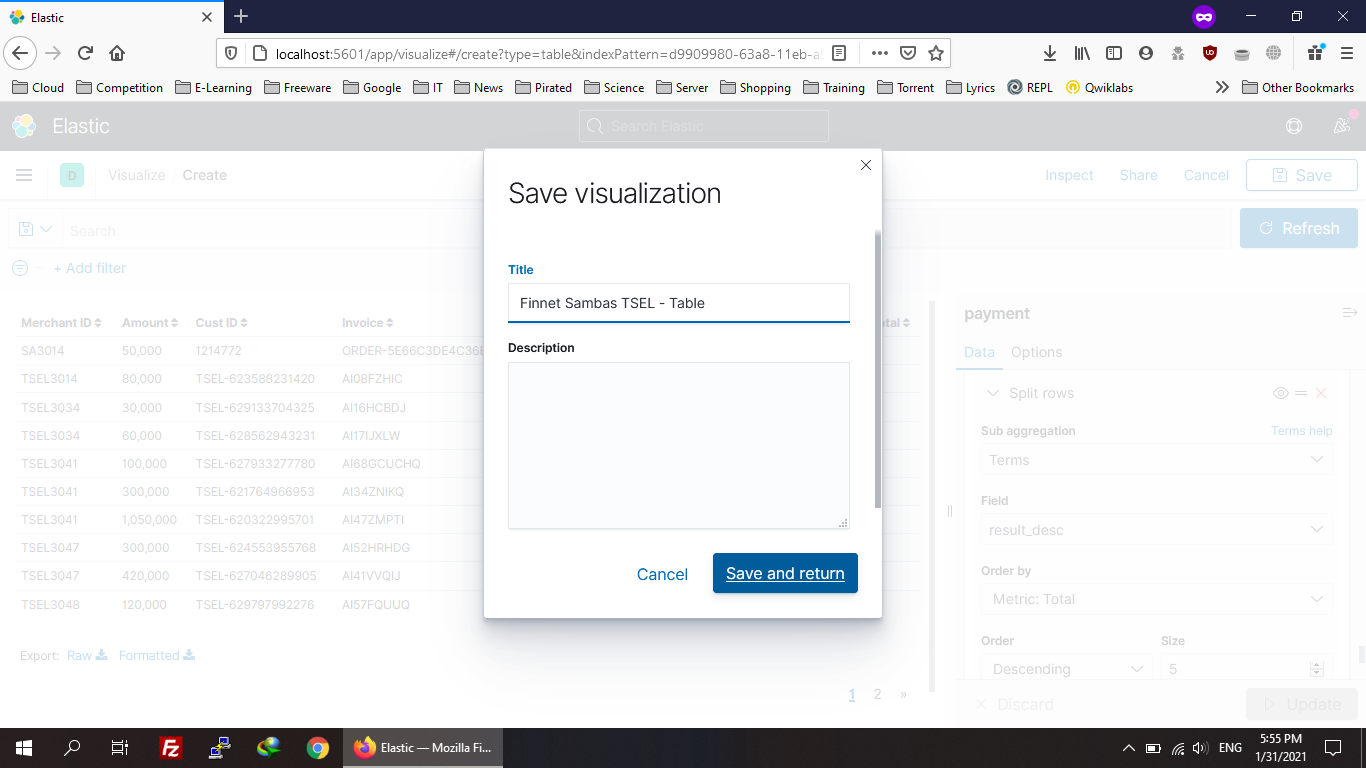 Elastic
localhost:5601/app/visualize#/create?type=table&indexPattern=d9909980-63a8-11eb-a
Cloud Competition E-Learning Freeware Google IT News Pirated Science Server Shopping Training Torrent Lyrics REPL Qwiklabs Other Bookmarks
Elastic Search Elastic
D Visualize / Create Inspect Share Cancel Save
Search Refresh
+ Add filter
Save visualization
Title
Finnet Sambas TSEL - Table
Description
Cancel Save and return
Merchant ID Amount Cust ID Invoice
SA3014 50,000 1214772 ORDER-5E66C3DE4C36
TSEL3014 80,000 TSEL-623588231420 AI08FZHIC
TSEL3034 30,000 TSEL-629133704325 AI16HCBDJ
TSEL3034 60,000 TSEL-628562943231 AI17IJXLW
TSEL3041 100,000 TSEL-627933277780 AI68GCUCHQ
TSEL3041 300,000 TSEL-621764966953 AI34ZNIKQ
TSEL3041 1,050,000 TSEL-620322995701 AI47ZMPTI
TSEL3047 300,000 TSEL-624553955768 AI52HRHDG
TSEL3047 420,000 TSEL-627046289905 AI41VVQIJ
TSEL3048 120,000 TSEL-629797992276 AI57FQUUQ
Export: Raw Formatted
1 2 »
payment
Data Options
Split rows
Sub aggregation Terms help
Terms
Field
result_desc
Order by
Metric: Total
Order Size
Descending 5
Discard Update
Elastic — Mozilla Fi...
ENG
5:55 PM
1/31/2021